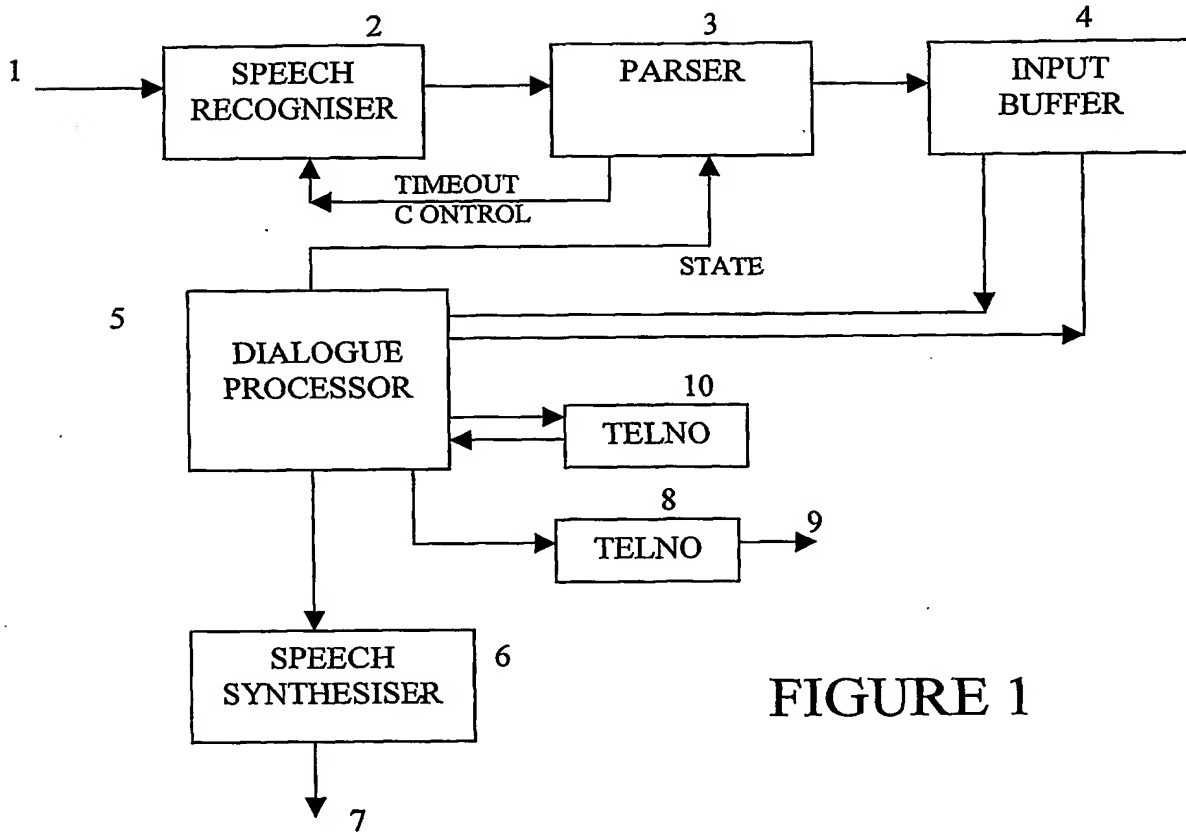 2
3
4
1
SPEECH
RECOGNISER
PARSER
INPUT
BUFFER
TIMEOUT
C ONTROL
STATE
5
DIALOGUE
PROCESSOR
10
TELNO
8
TELNO
9
SPEECH
SYNTHESISER
6
FIGURE 1
7